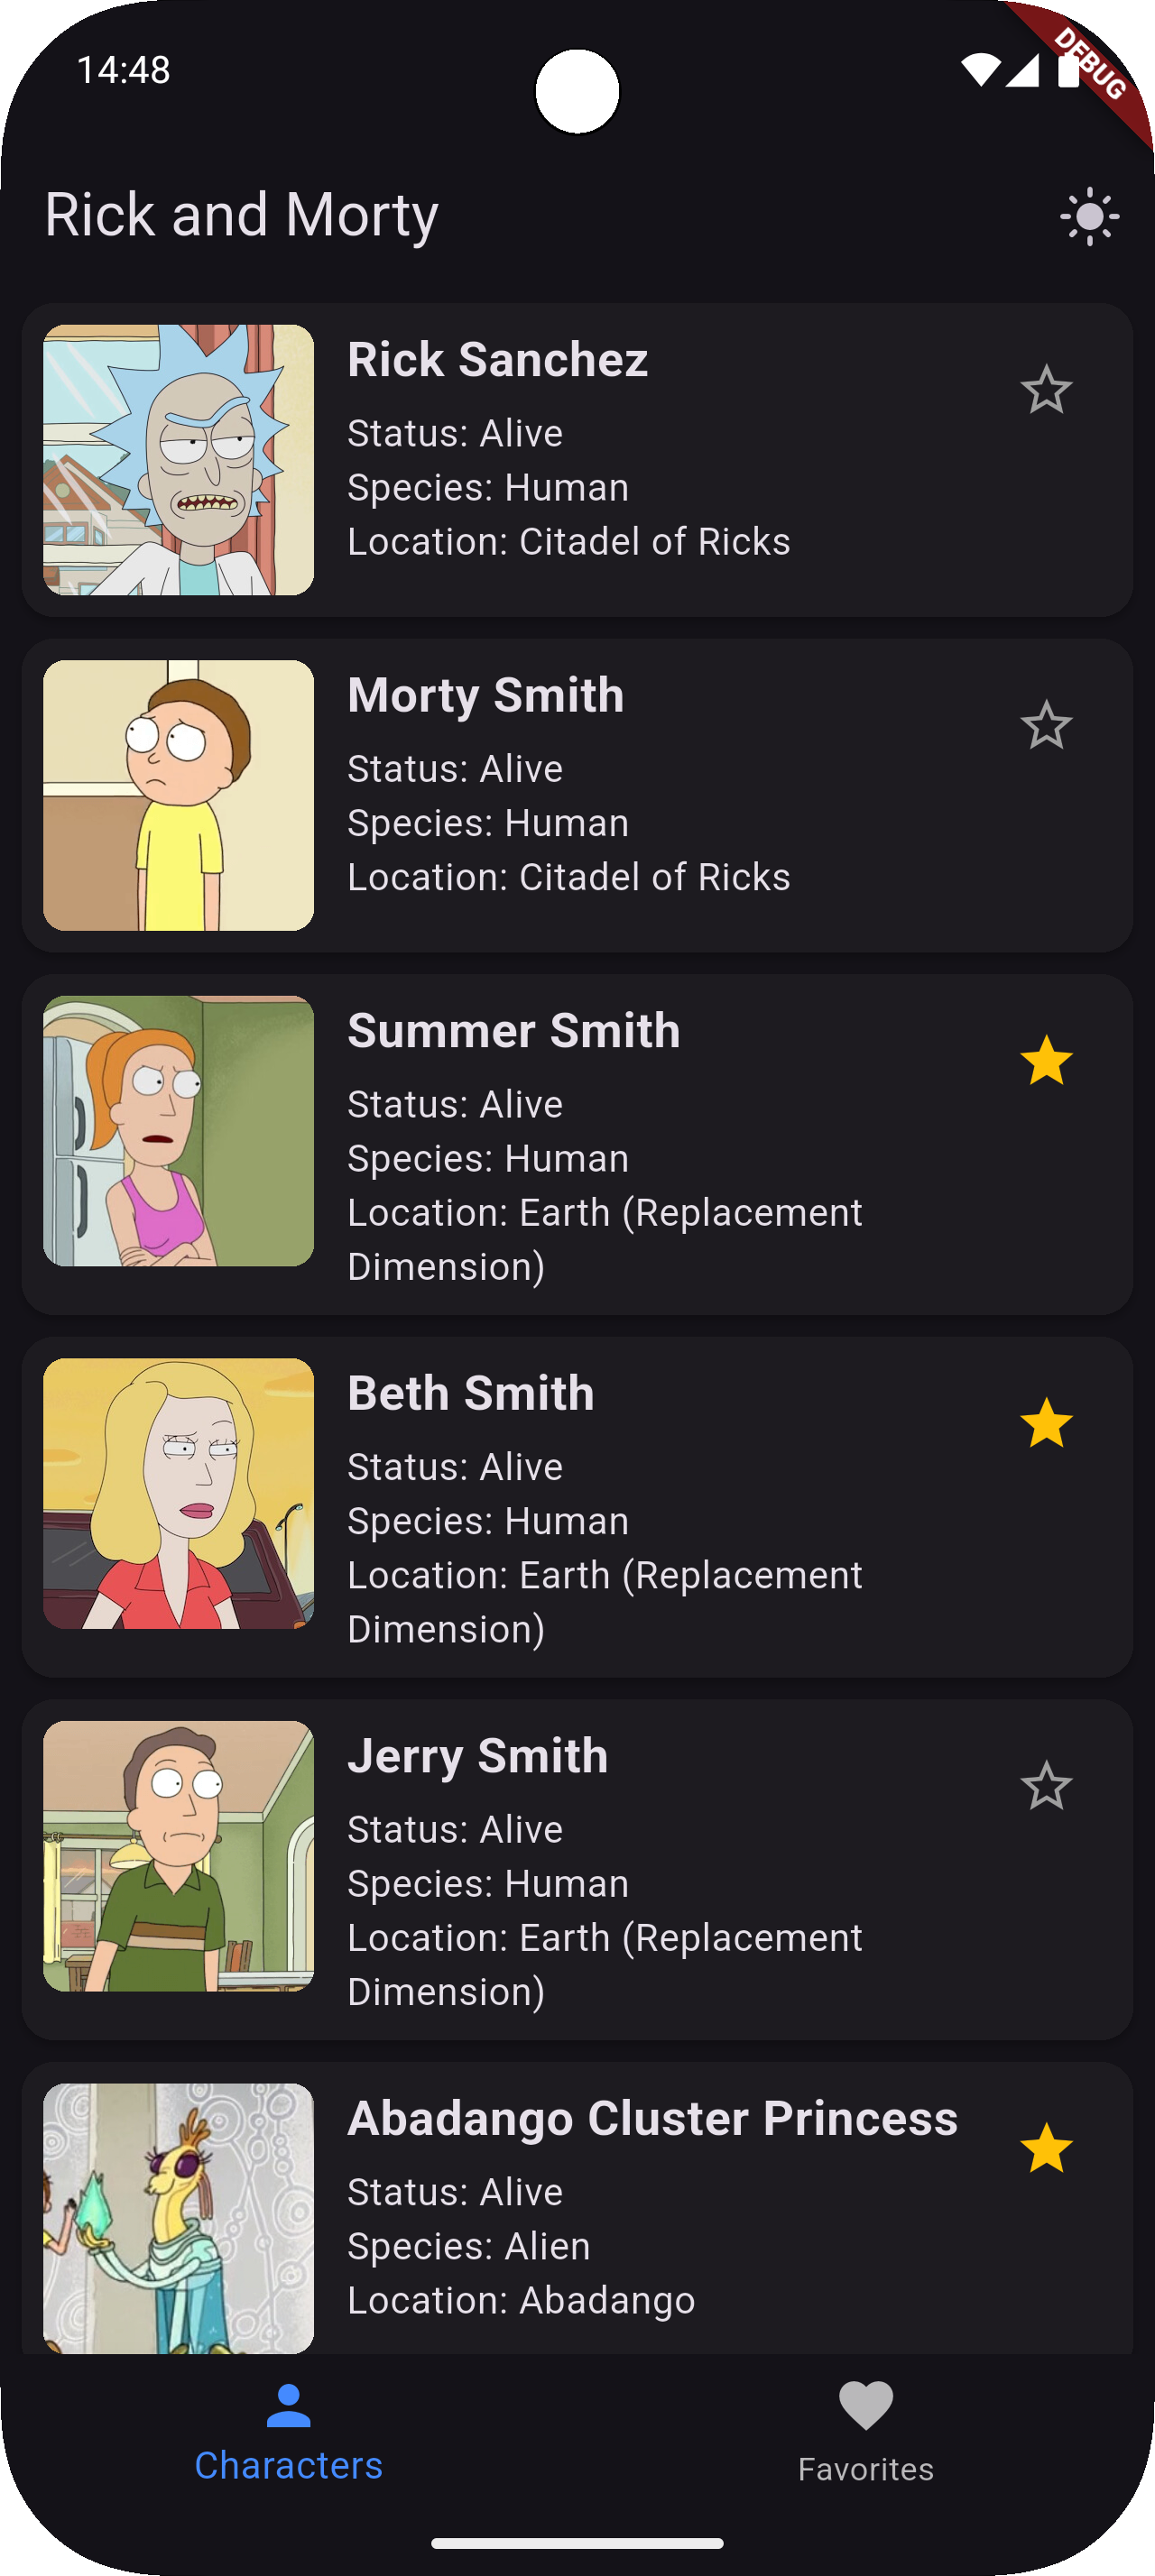 14:48
DEBUG
Rick and Morty
Rick Sanchez
Status: Alive
Species: Human
Location: Citadel of Ricks
Morty Smith
Status: Alive
Species: Human
Location: Citadel of Ricks
Summer Smith
Status: Alive
Species: Human
Location: Earth (Replacement
Dimension)
Beth Smith
Status: Alive
Species: Human
Location: Earth (Replacement
Dimension)
Jerry Smith
Status: Alive
Species: Human
Location: Earth (Replacement
Dimension)
Abadango Cluster Princess
Status: Alive
Species: Alien
Location: Abadango
Characters
Favorites